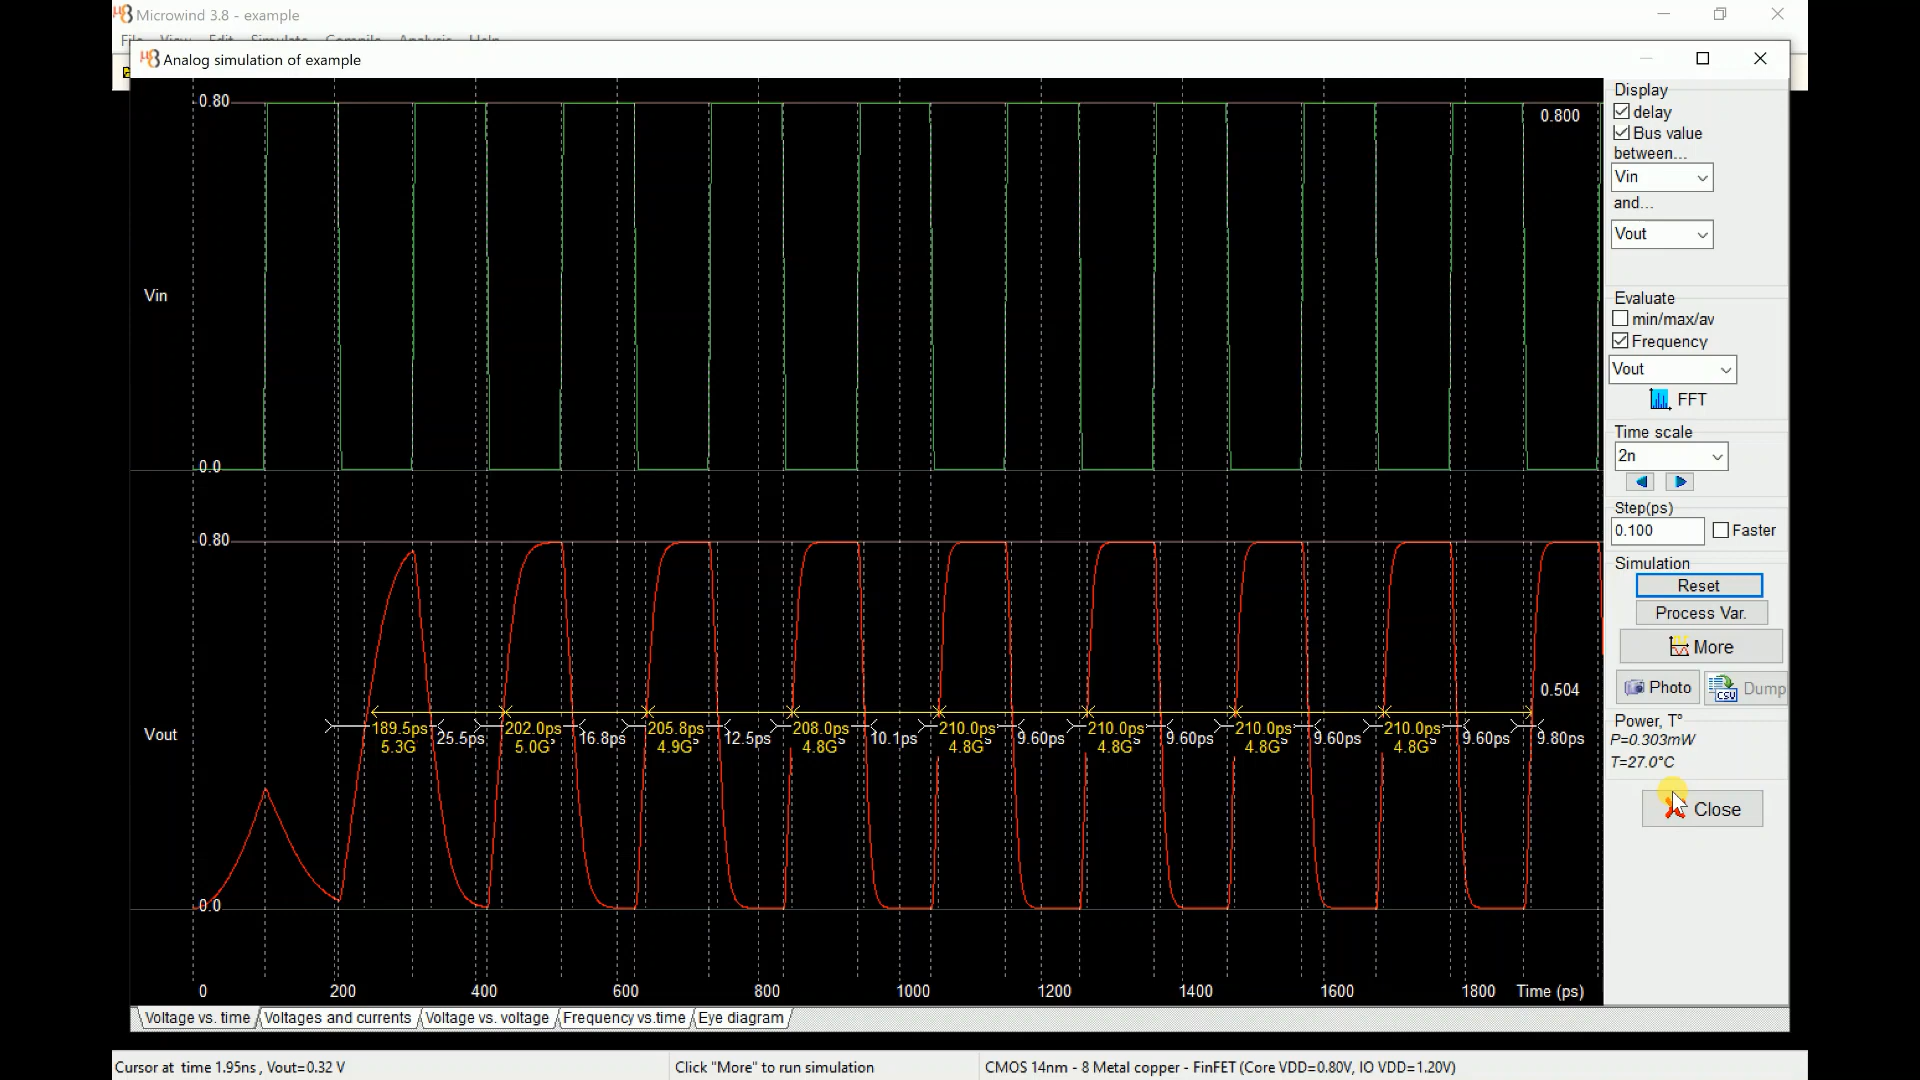 Microwind 3.8 - example
File View Edit Simulate Compile Analysis Help
Analog simulation of example
0.80
0.800
Vin
0.0
0.80
0.504
Vout
189.5ps 202.0ps 205.8ps 208.0ps 210.0ps 210.0ps 210.0ps 210.0ps
25.5ps 16.8ps 12.5ps 10.1ps 9.60ps 9.60ps 9.60ps 9.60ps 9.80ps
5.3G 5.0G 4.9G 4.8G 4.8G 4.8G 4.8G 4.8G
0.0
0 200 400 600 800 1000 1200 1400 1600 1800 Time (ps)
Display
delay
Bus value
between...
Vin
and...
Vout
Evaluate
min/max/av
Frequency
Vout
FFT
Time scale
2n
Step(ps)
0.100 Faster
Simulation
Reset
Process Var.
More
Photo CSV Dump
Power, T°
P=0.303mW
T=27.0°C
Close
Voltage vs. time Voltages and currents Voltage vs. voltage Frequency vs.time Eye diagram
Cursor at time 1.95ns , Vout=0.32 V Click "More" to run simulation CMOS 14nm - 8 Metal copper - FinFET (Core VDD=0.80V, IO VDD=1.20V)